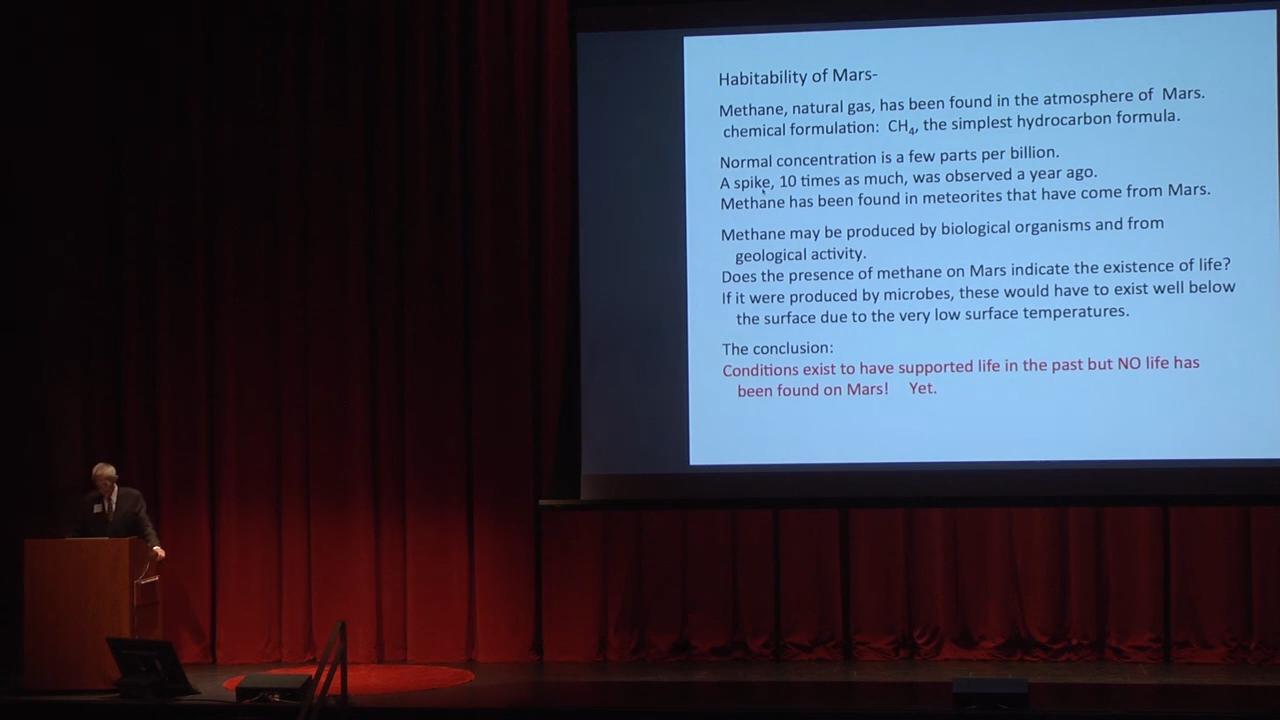 Habitability of Mars-
Methane, natural gas, has been found in the atmosphere of  Mars.
chemical formulation:  CH₄, the simplest hydrocarbon formula.
Normal concentration is a few parts per billion.
A spike, 10 times as much, was observed a year ago.
Methane has been found in meteorites that have come from Mars.
Methane may be produced by biological organisms and from
geological activity.
Does the presence of methane on Mars indicate the existence of life?
If it were produced by microbes, these would have to exist well below
the surface due to the very low surface temperatures.
The conclusion:
Conditions exist to have supported life in the past but NO life has
been found on Mars!   Yet.